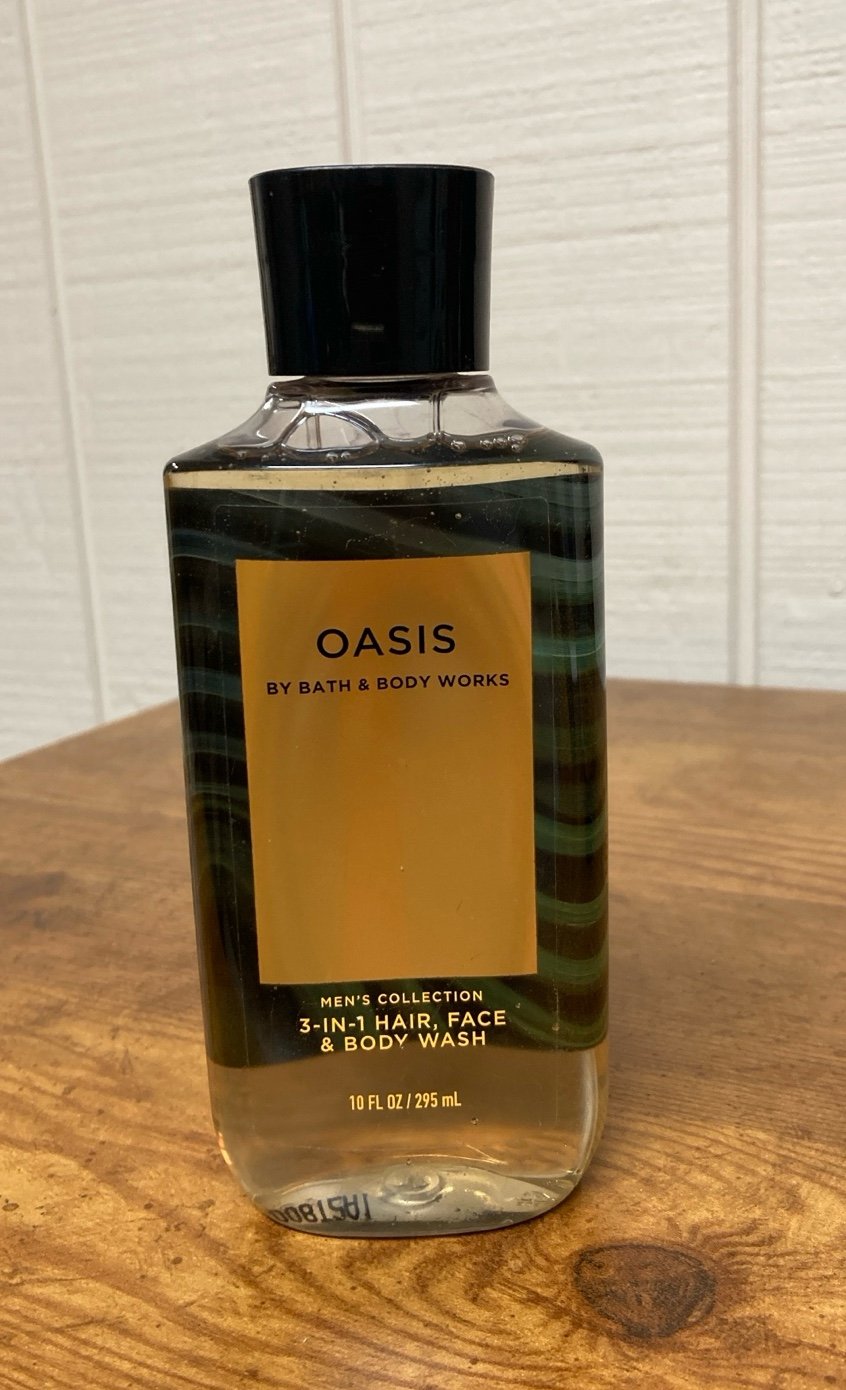 OASIS
BY BATH & BODY WORKS
MEN'S COLLECTION
3-IN-1 HAIR, FACE
& BODY WASH
10 FL OZ / 295 mL